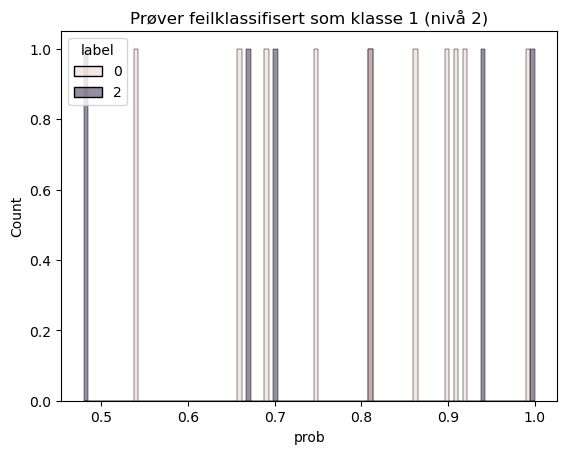 Prøver feilklassifisert som klasse 1 (nivå 2)
label
0
2
1.0
0.8
0.6
0.4
0.2
0.0
Count
0.5 0.6 0.7 0.8 0.9 1.0
prob